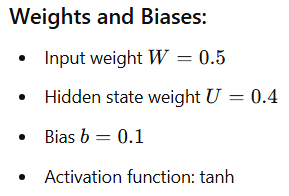 Weights and Biases:
• Input weight W = 0.5
• Hidden state weight U = 0.4
• Bias b = 0.1
• Activation function: tanh